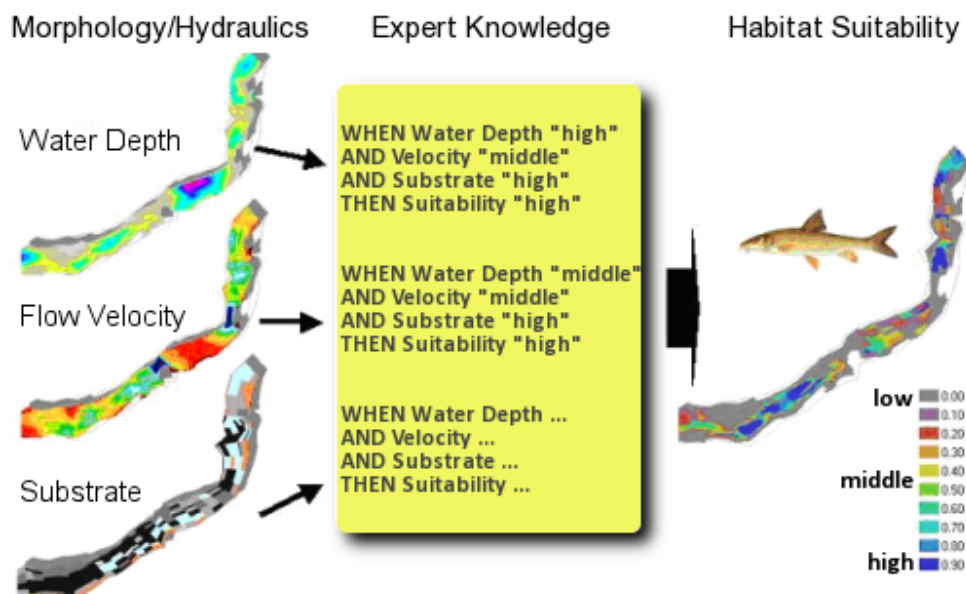 Morphology/Hydraulics
Expert Knowledge
Habitat Suitability
Water Depth
Flow Velocity
Substrate
WHEN Water Depth "high"
AND Velocity "middle"
AND Substrate "high"
THEN Suitability "high"
WHEN Water Depth "middle"
AND Velocity "middle"
AND Substrate "high"
THEN Suitability "high"
WHEN Water Depth ...
AND Velocity ...
AND Substrate ...
THEN Suitability ...
low
middle
high
0.00
0.10
0.20
0.30
0.40
0.50
0.60
0.70
0.80
0.90